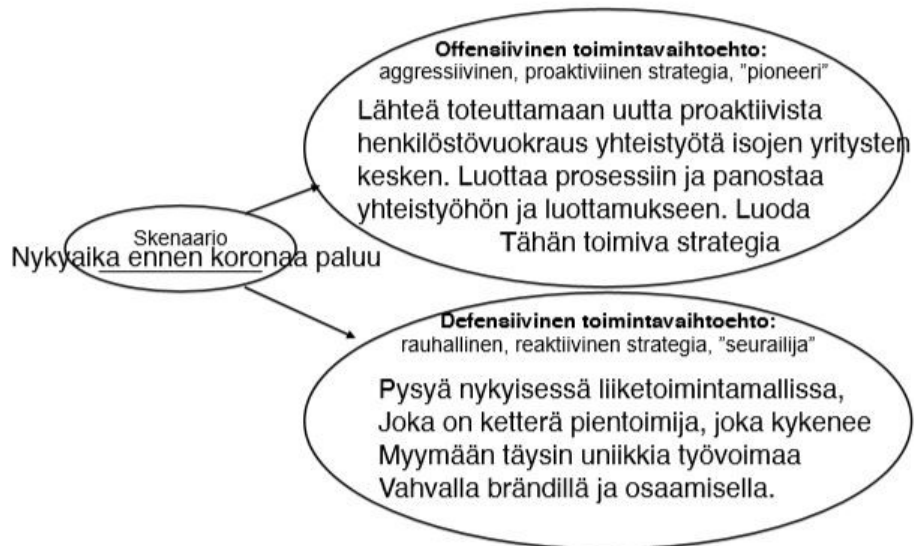 Offensiivinen toimintavaihtoehto:
aggressiivinen, proaktiviinen strategia, "pioneeri"
Lähteä toteuttamaan uutta proaktiivista
henkilöstövuokraus yhteistyötä isojen yritysten
kesken. Luottaa prosessiin ja panostaa
yhteistyöhön ja luottamukseen. Luoda
Tähän toimiva strategia
Skenaario
Nykyaika ennen koronaa paluu
Defensiivinen toimintavaihtoehto:
rauhallinen, reaktiivinen strategia, "seurailija"
Pysyä nykyisessä liiketoimintamallissa,
Joka on ketterä pientoimija, joka kykenee
Myymään täysin uniikkia työvoimaa
Vahvalla brändillä ja osaamisella.